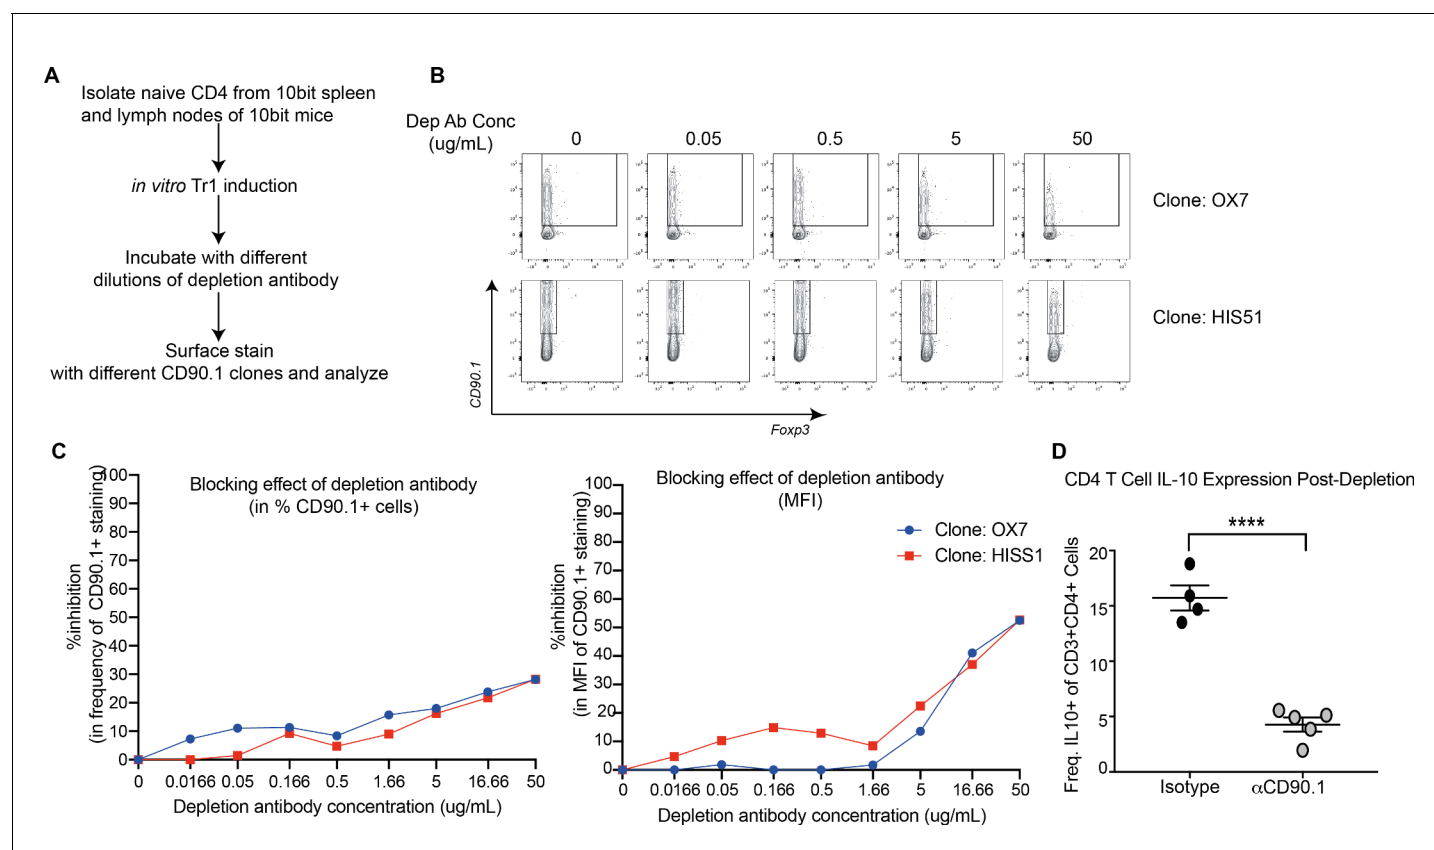 A
Isolate naive CD4 from 10bit spleen
and lymph nodes of 10bit mice
in vitro Tr1 induction
Incubate with different
dilutions of depletion antibody
Surface stain
with different CD90.1 clones and analyze
B
Dep Ab Conc
(ug/mL)
0
0.05
0.5
5
50
Clone: OX7
Clone: HIS51
CD90.1
Foxp3
C
Blocking effect of depletion antibody
(in % CD90.1+ cells)
%inhibition
(in frequency of CD90.1+ staining)
100
90
80
70
60
50
40
30
20
10
0
0
0.0166
0.05
0.166
0.5
1.66
5
16.66
50
Depletion antibody concentration (ug/mL)
Blocking effect of depletion antibody
(MFI)
%inhibition
(in MFI of CD90.1+ staining)
100
90
80
70
60
50
40
30
20
10
0
Clone: OX7
Clone: HISS1
0
0.0166
0.05
0.166
0.5
1.66
5
16.66
50
Depletion antibody concentration (ug/mL)
D
CD4 T Cell IL-10 Expression Post-Depletion
****
Freq. IL10+ of CD3+CD4+ Cells
20
15
10
5
0
Isotype
αCD90.1